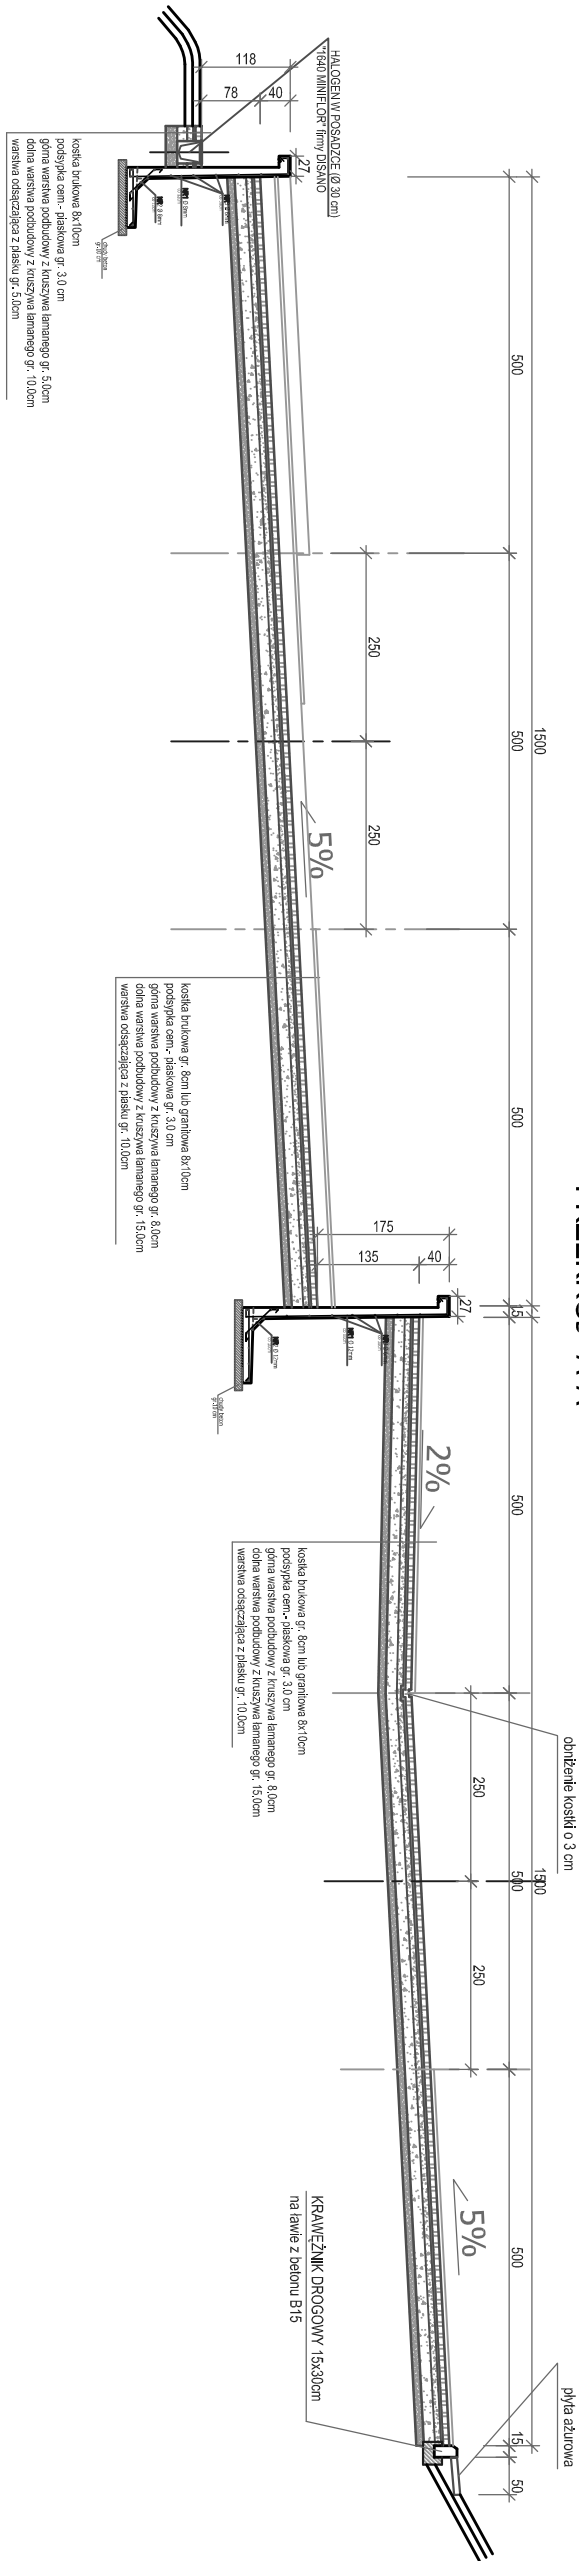 HALOGEN W POSADZCE (Ø 30 cm)
"1640 MINIFLOR" firmy DISANO
118
78
40
27
kostka brukowa 8x10cm
podsypka cem.- piaskowa gr. 3.0 cm
górna warstwa podbudowy z kruszywa łamanego gr. 5.0cm
dolna warstwa podbudowy z kruszywa łamanego gr. 10.0cm
warstwa odsączająca z piasku gr. 5.0cm
500
250
500
1500
250
5%
500
kostka brukowa gr. 8cm lub granitowa 8x10cm
podsypka cem.- piaskowa gr. 3.0 cm
górna warstwa podbudowy z kruszywa łamanego gr. 8.0cm
dolna warstwa podbudowy z kruszywa łamanego gr. 15.0cm
warstwa odsączająca z piasku gr. 10.0cm
175
135
40
27
15
chudy beton
gr.10 cm
2%
500
kostka brukowa gr. 8cm lub granitowa 8x10cm
podsypka cem.- piaskowa gr. 3.0 cm
górna warstwa podbudowy z kruszywa łamanego gr. 8.0cm
dolna warstwa podbudowy z kruszywa łamanego gr. 15.0cm
warstwa odsączająca z piasku gr. 10.0cm
obniżenie kostki o 3 cm
250
500
1500
250
5%
500
KRAWĘŻNIK DROGOWY 15x30cm
na ławie z betonu B15
płyta ażurowa
15
50